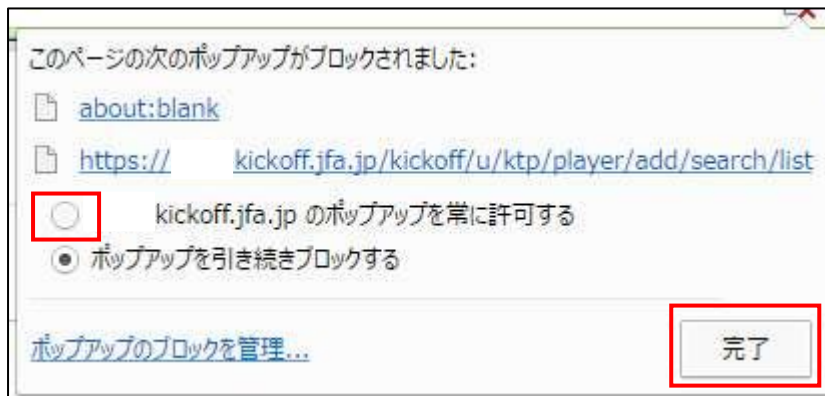 このページの次のポップアップがブロックされました:
about:blank
https:// kickoff.jfa.jp/kickoff/u/ktp/player/add/search/list
kickoff.jfa.jp のポップアップを常に許可する
ポップアップを引き続きブロックする
ポップアップのブロックを管理...
完了